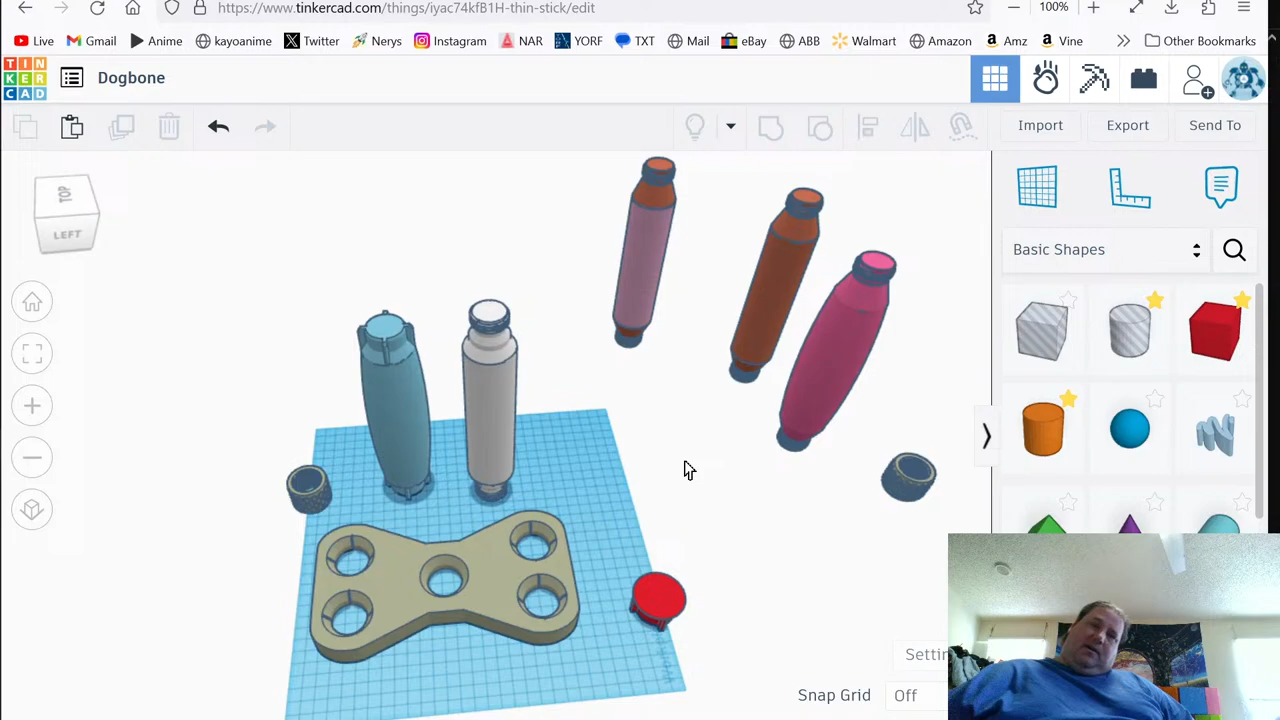 https://www.tinkercad.com/things/iyac74kfB1H-thin-stick/edit
100%
Live
Gmail
Anime
kayoanime
Twitter
Nerys
Instagram
NAR
YORF
TXT
Mail
eBay
ABB
Walmart
Amazon
Amz
Vine
Other Bookmarks
TIN
KER
CAD
Dogbone
Import
Export
Send To
TOP
LEFT
Basic Shapes
Settin
Snap Grid
Off